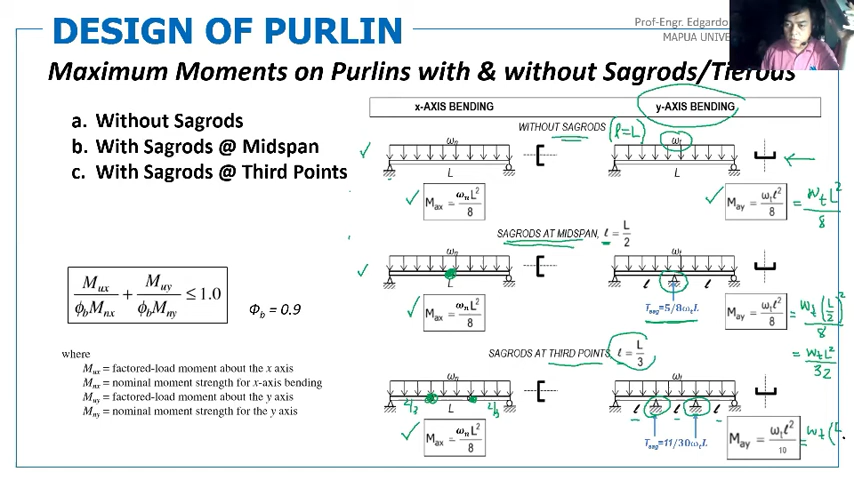 DESIGN OF PURLIN
Prof-Engr. Edgardo
MAPUA UNIVE
Maximum Moments on Purlins with & without Sagrods/Tierods
a. Without Sagrods
b. With Sagrods @ Midspan
c. With Sagrods @ Third Points
x-AXIS BENDING
y-AXIS BENDING
WITHOUT SAGRODS (l=L)
ωn
ωt
L
L
Max = ωnL²/8
May = ωtl²/8 = wtL²/8
SAGRODS AT MIDSPAN, l = L/2
ωn
ωt
L
l l
Tsag=5/8ωtL
Max = ωnL²/8
May = ωtl²/8 = wt(L/2)²/8
= wtL²/32
SAGRODS AT THIRD POINTS, l = L/3
ωn
ωt
L
l l l
Tsag=11/30ωtL
Max = ωnL²/8
May = ωtl²/10 = wt(L
Mux/ϕbMnx + Muy/ϕbMny ≤ 1.0
Φb = 0.9
where
Mux = factored-load moment about the x axis
Mnx = nominal moment strength for x-axis bending
Muy = factored-load moment about the y axis
Mny = nominal moment strength for the y axis